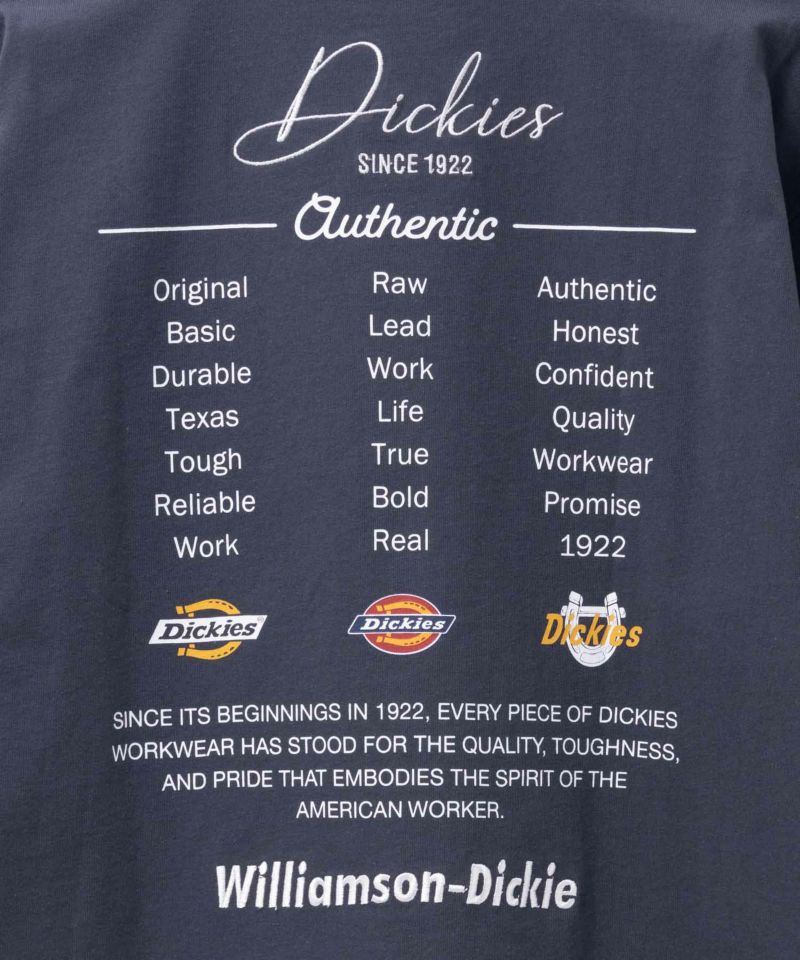 Dickies
SINCE 1922
Authentic
Original Raw Authentic
Basic Lead Honest
Durable Work Confident
Texas Life Quality
Tough True Workwear
Reliable Bold Promise
Work Real 1922
Dickies® Dickies Dickies
SINCE ITS BEGINNINGS IN 1922, EVERY PIECE OF DICKIES
WORKWEAR HAS STOOD FOR THE QUALITY, TOUGHNESS,
AND PRIDE THAT EMBODIES THE SPIRIT OF THE
AMERICAN WORKER.
Williamson-Dickie